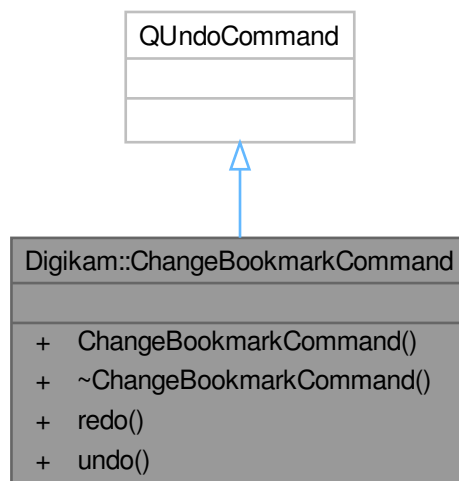 QUndoCommand
Digikam::ChangeBookmarkCommand
+ ChangeBookmarkCommand()
+ ~ChangeBookmarkCommand()
+ redo()
+ undo()